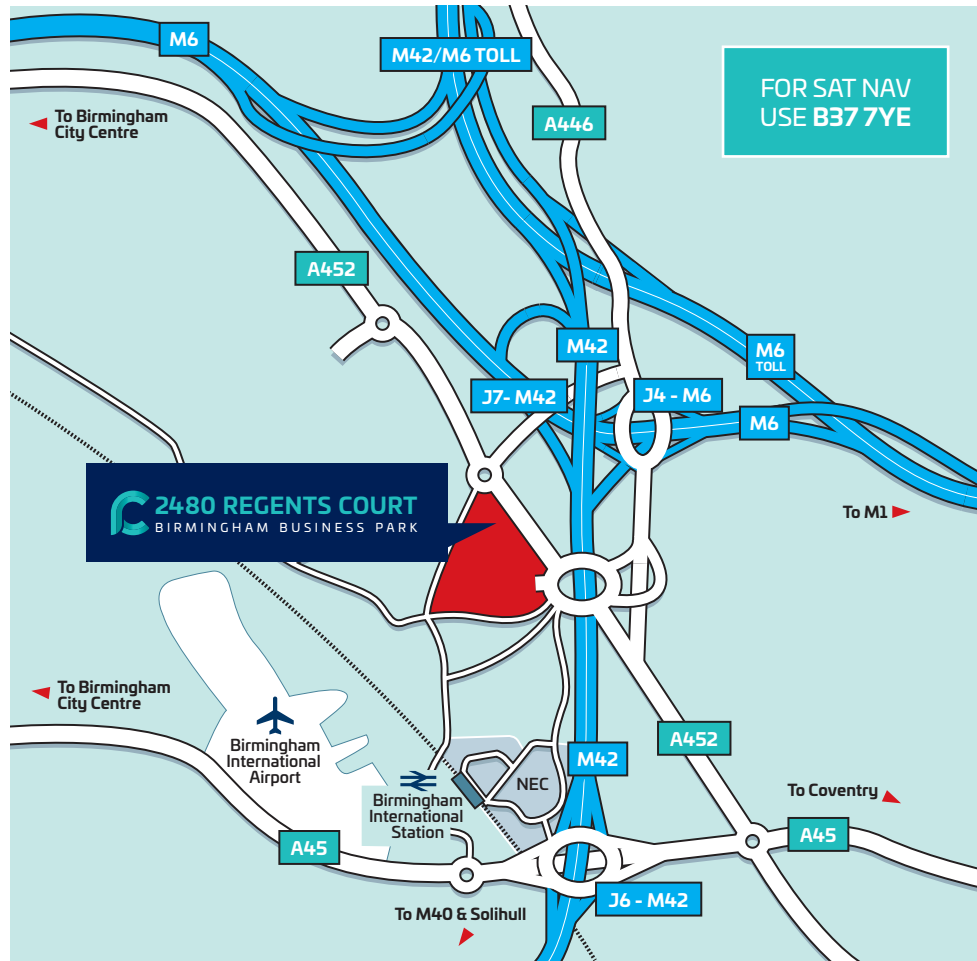 M6
M42/M6 TOLL
FOR SAT NAV
USE B37 7YE
To Birmingham
City Centre
A446
A452
M42
M6
TOLL
J7- M42
J4 - M6
M6
2480 REGENTS COURT
BIRMINGHAM BUSINESS PARK
To M1
To Birmingham
City Centre
Birmingham
International
Airport
A452
M42
NEC
Birmingham
International
Station
To Coventry
A45
A45
J6 - M42
To M40 & Solihull